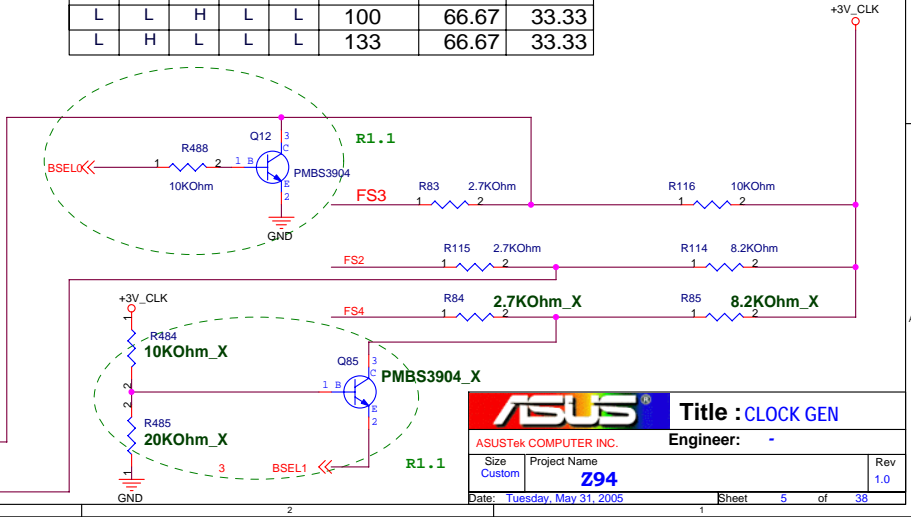 L L H L L 100 66.67 33.33
L H L L L 133 66.67 33.33
+3V_CLK
Q12
3
C
R1.1
R488
1 2 1 B
BSEL0
PMBS3904
10KOhm
E
2
GND
FS3
R83 2.7KOhm
1 2
R116 10KOhm
1 2
FS2
R115 2.7KOhm
1 2
R114 8.2KOhm
1 2
FS4
R84 2.7KOhm_X
1 2
R85 8.2KOhm_X
1 2
+3V_CLK
1
R484
10KOhm_X
2
2
R485
20KOhm_X
1
GND
Q85
3
C
PMBS3904_X
1 B
E
2
3
BSEL1
R1.1
ASUS®
Title : CLOCK GEN
ASUSTek COMPUTER INC.
Engineer: -
Size
Custom
Project Name
Z94
Rev
1.0
Date: Tuesday, May 31, 2005 Sheet 5 of 38
2 1